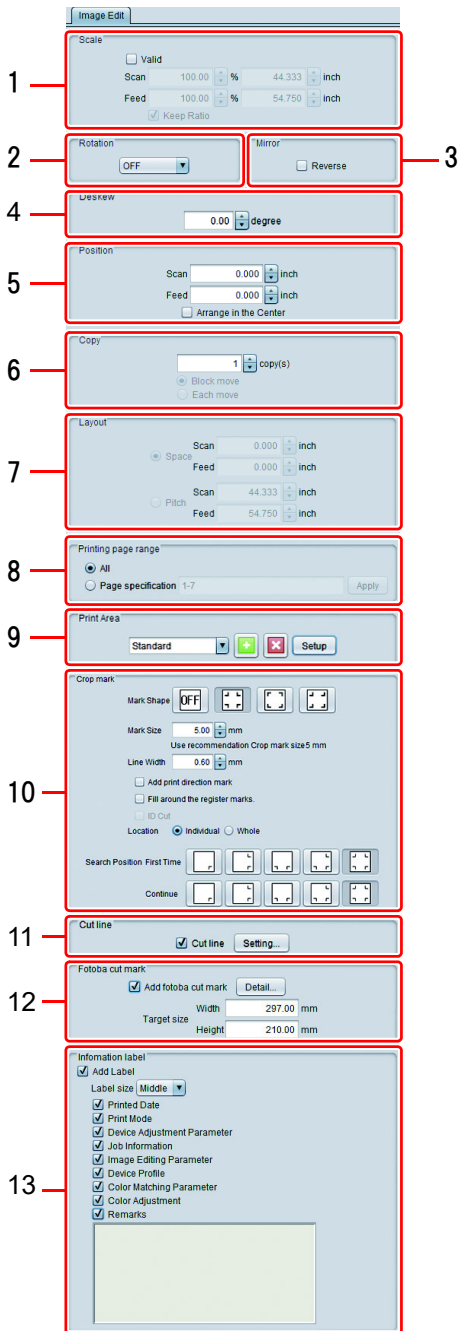 Image Edit
Scale
Valid
1
Scan 100.00 % 44.333 inch
Feed 100.00 % 54.750 inch
Keep Ratio
2
Rotation
OFF
Mirror
Reverse
3
4
Deskew
0.00 degree
5
Position
Scan 0.000 inch
Feed 0.000 inch
Arrange in the Center
6
Copy
1 copy(s)
Block move
Each move
7
Layout
Space
Scan 0.000 inch
Feed 0.000 inch
Pitch
Scan 44.333 inch
Feed 54.750 inch
8
Printing page range
All
Page specification 1-7 Apply
9
Print Area
Standard Setup
10
Crop mark
Mark Shape OFF
Mark Size 5.00 mm
Use recommendation Crop mark size5 mm
Line Width 0.60 mm
Add print direction mark
Fill around the register marks.
ID Cut
Location Individual Whole
Search Position First Time
Continue
11
Cut line
Cut line Setting...
12
Fotoba cut mark
Add fotoba cut mark Detail...
Target size
Width 297.00 mm
Height 210.00 mm
13
Infomation label
Add Label
Label size Middle
Printed Date
Print Mode
Device Adjustment Parameter
Job Information
Image Editing Parameter
Device Profile
Color Matching Parameter
Color Adjustment
Remarks